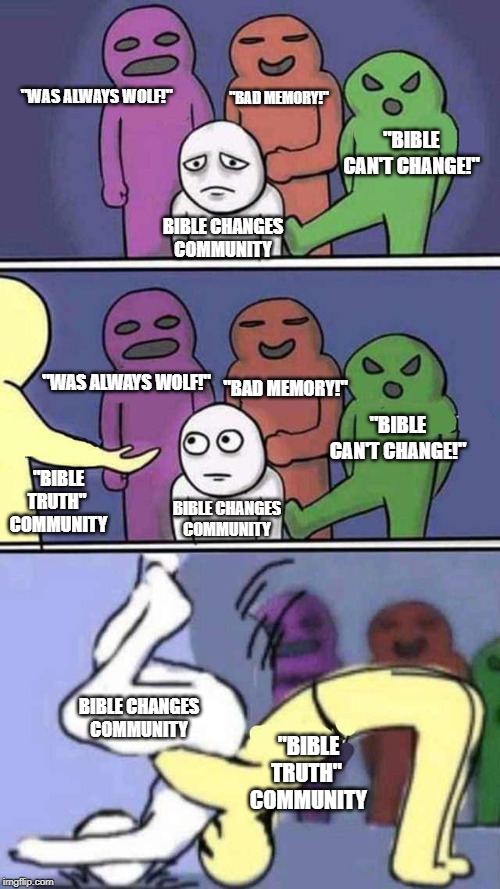 "WAS ALWAYS WOLF!"
"BAD MEMORY!"
"BIBLE
CAN'T CHANGE!"
BIBLE CHANGES
COMMUNITY
"WAS ALWAYS WOLF!"
"BAD MEMORY!"
"BIBLE
CAN'T CHANGE!"
"BIBLE
TRUTH"
COMMUNITY
BIBLE CHANGES
COMMUNITY
BIBLE CHANGES
COMMUNITY
"BIBLE
TRUTH"
COMMUNITY
imgflip.com